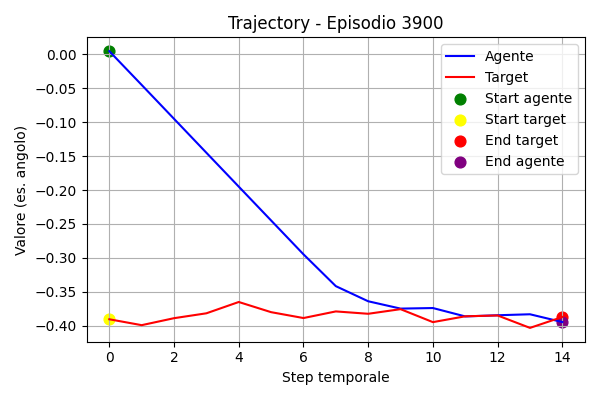 Trajectory - Episodio 3900
Agente
Target
Start agente
Start target
End target
End agente
0.00
−0.05
−0.10
−0.15
−0.20
−0.25
−0.30
−0.35
−0.40
Valore (es. angolo)
0 2 4 6 8 10 12 14
Step temporale